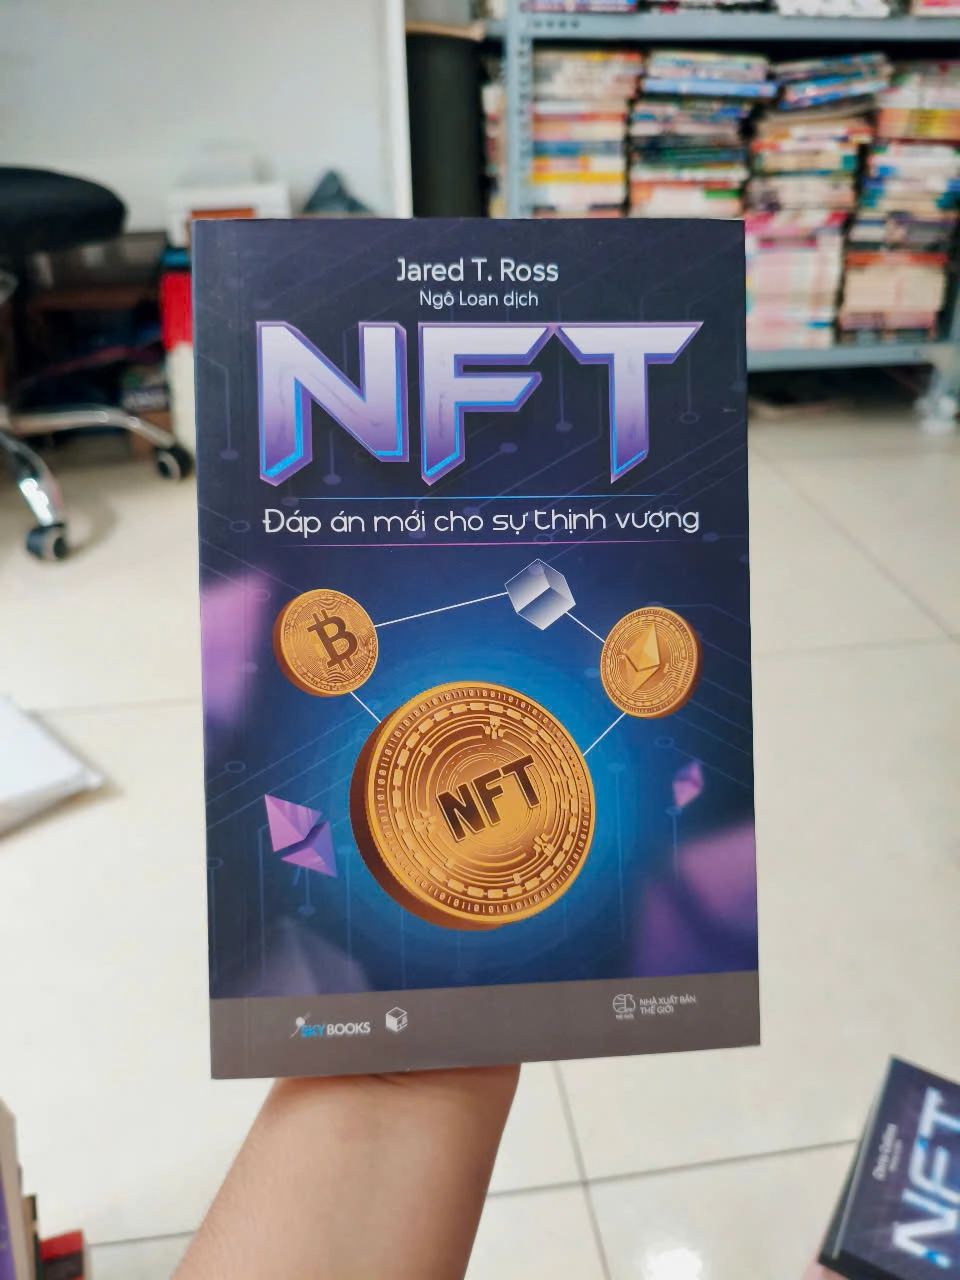 Jared T. Ross
Ngô Loan dịch
NFT
Đáp án mới cho sự thịnh vượng
NFT
SKYBOOKS
NHÀ XUẤT BẢN
THẾ GIỚI
NFT